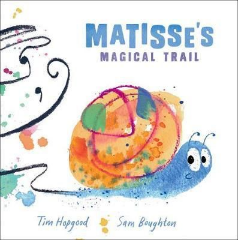 MATISSE'S
MAGICAL TRAIL
Tim Hopgood
Sam Boughton